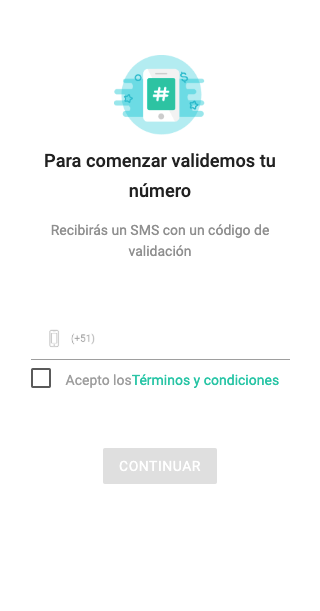 #
Para comenzar validemos tu
número
Recibirás un SMS con un código de
validación
(+51)
Acepto losTérminos y condiciones
CONTINUAR